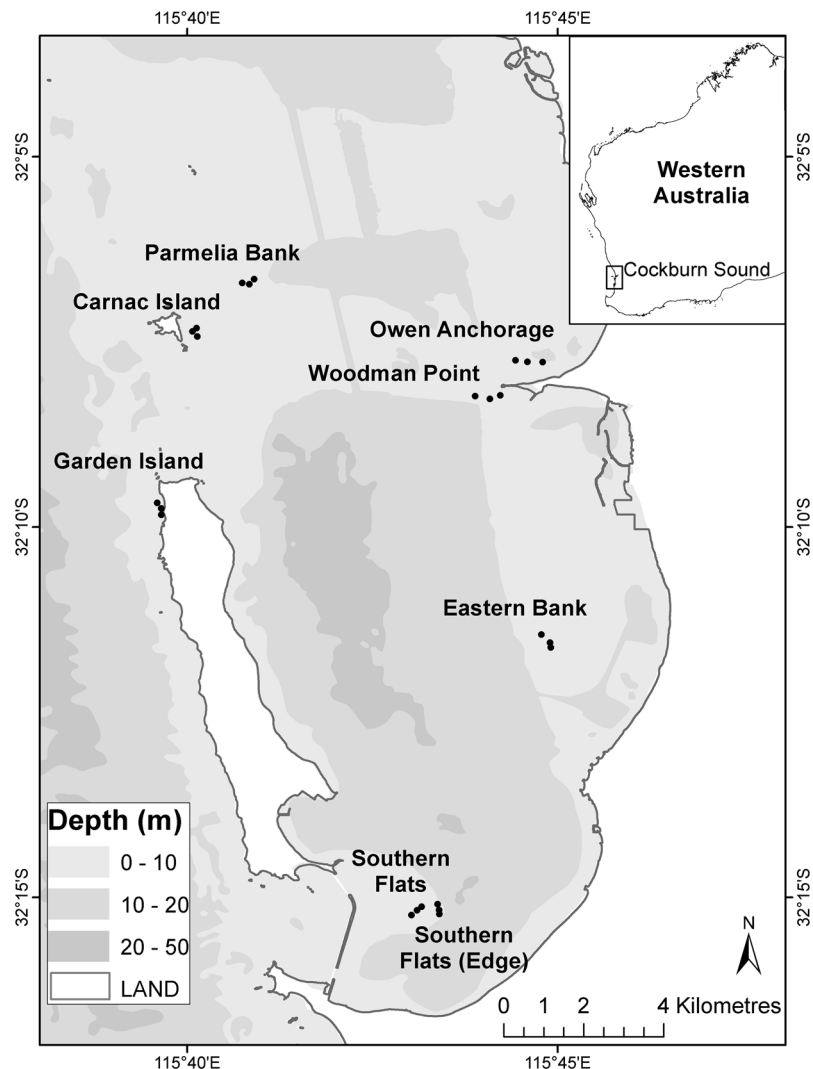 115°40'E 115°45'E
32°5'S 32°5'S
Western
Australia
Cockburn Sound
Parmelia Bank
Carnac Island
Owen Anchorage
Woodman Point
Garden Island
32°10'S 32°10'S
Eastern Bank
Depth (m)
0 - 10
10 - 20
20 - 50
LAND
Southern
Flats
32°15'S 32°15'S
Southern
Flats (Edge)
N
0 1 2 4 Kilometres
115°40'E 115°45'E